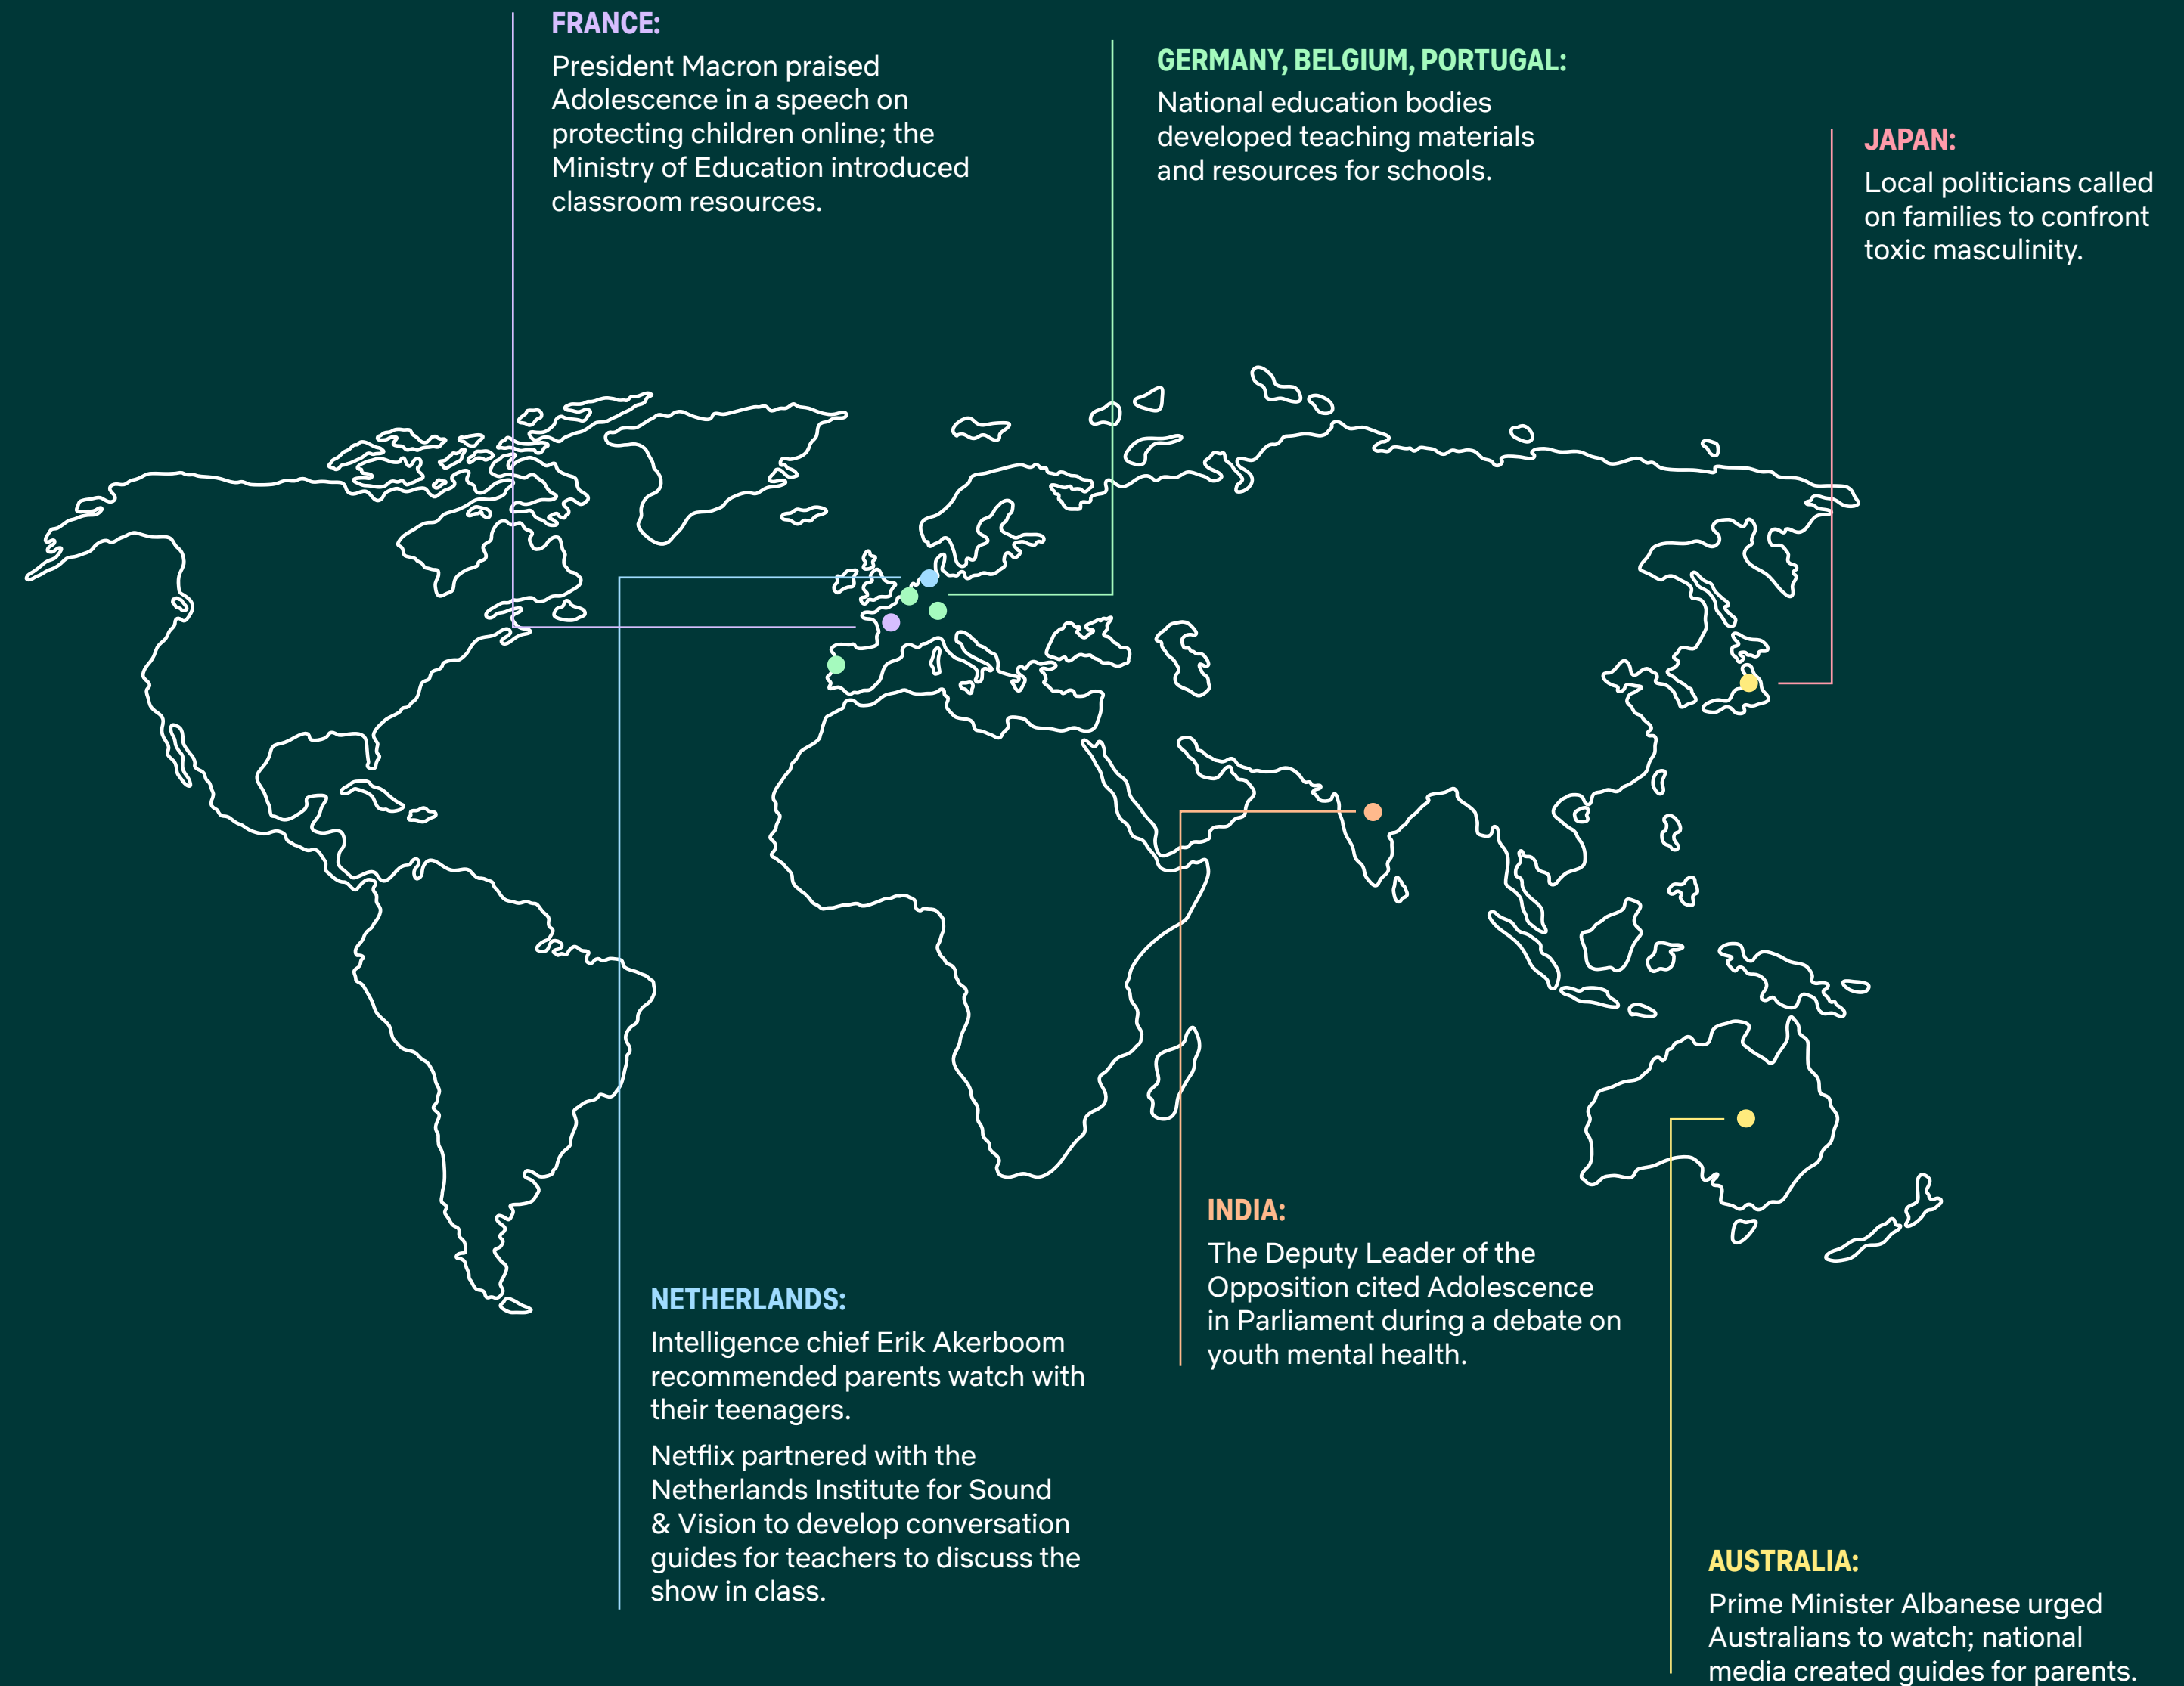 FRANCE:
President Macron praised
Adolescence in a speech on
protecting children online; the
Ministry of Education introduced
classroom resources.
GERMANY, BELGIUM, PORTUGAL:
National education bodies
developed teaching materials
and resources for schools.
JAPAN:
Local politicians called
on families to confront
toxic masculinity.
INDIA:
The Deputy Leader of the
Opposition cited Adolescence
in Parliament during a debate on
youth mental health.
NETHERLANDS:
Intelligence chief Erik Akerboom
recommended parents watch with
their teenagers.
Netflix partnered with the
Netherlands Institute for Sound
& Vision to develop conversation
guides for teachers to discuss the
show in class.
AUSTRALIA:
Prime Minister Albanese urged
Australians to watch; national
media created guides for parents.